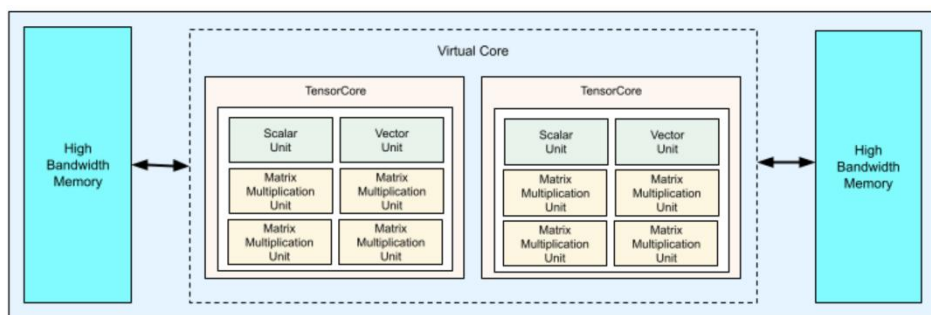 Virtual Core
High
Bandwidth
Memory
TensorCore
Scalar
Unit
Vector
Unit
Matrix
Multiplication
Unit
Matrix
Multiplication
Unit
Matrix
Multiplication
Unit
Matrix
Multiplication
Unit
TensorCore
Scalar
Unit
Vector
Unit
Matrix
Multiplication
Unit
Matrix
Multiplication
Unit
Matrix
Multiplication
Unit
Matrix
Multiplication
Unit
High
Bandwidth
Memory